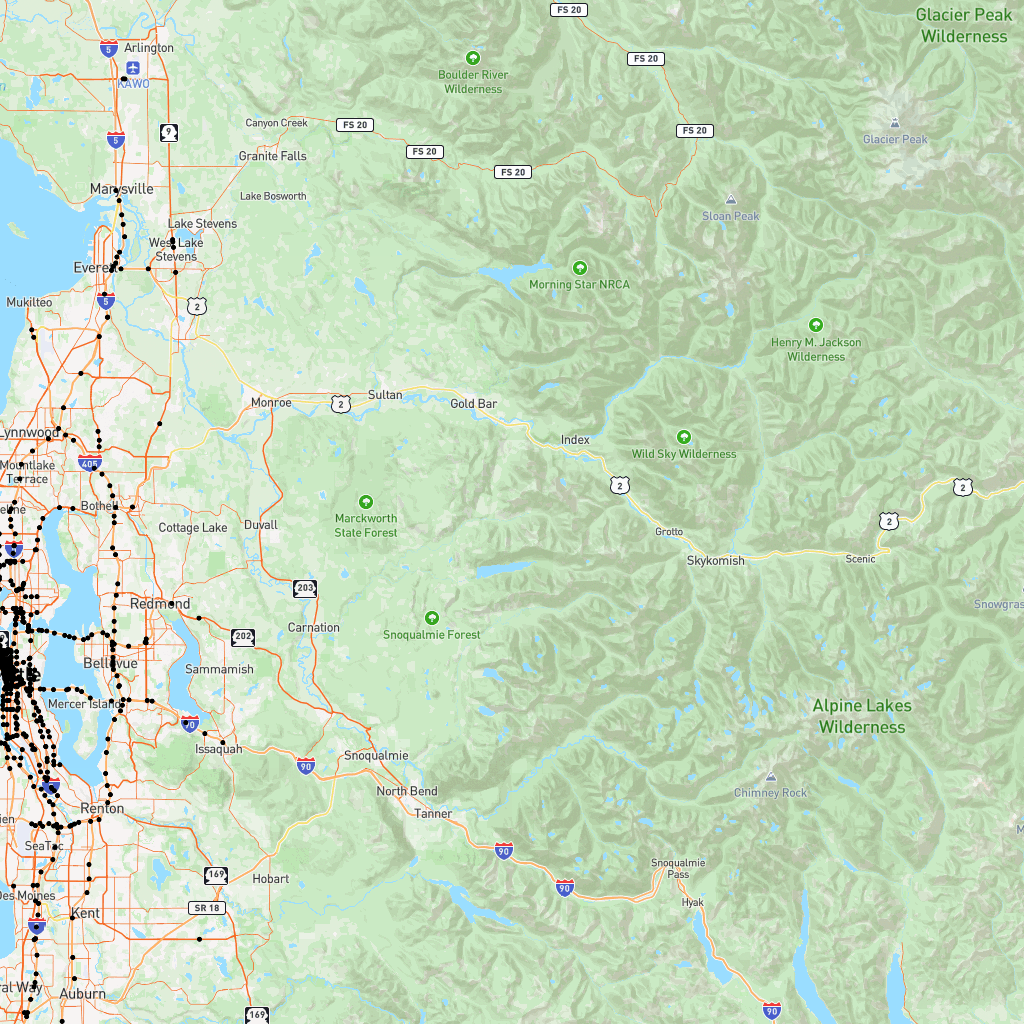 FS 20
Glacier Peak
Wilderness
5
Arlington
FS 20
Boulder River
Wilderness
KAWO
Canyon Creek
FS 20
FS 20
Glacier Peak
9
5
FS 20
Granite Falls
FS 20
Marysville
Lake Bosworth
Sloan Peak
Lake Stevens
West Lake
Stevens
Everett
Morning Star NRCA
Mukilteo
5
2
Henry M. Jackson
Wilderness
Monroe
2
Sultan
Gold Bar
Lynnwood
Index
Wild Sky Wilderness
405
Mountlake
Terrace
2
2
Bothell
eline
Marckworth
State Forest
Cottage Lake
Duvall
2
Grotto
5
Skykomish
Scenic
203
Redmond
Snowgras
Carnation
Snoqualmie Forest
202
Bellevue
Sammamish
Mercer Island
Alpine Lakes
Wilderness
90
Issaquah
Snoqualmie
90
Chimney Rock
North Bend
Renton
Tanner
ien
SeaTac
90
Snoqualmie
Pass
169
Hobart
90
Des Moines
Hyak
SR 18
Kent
ral Way
Auburn
169
90